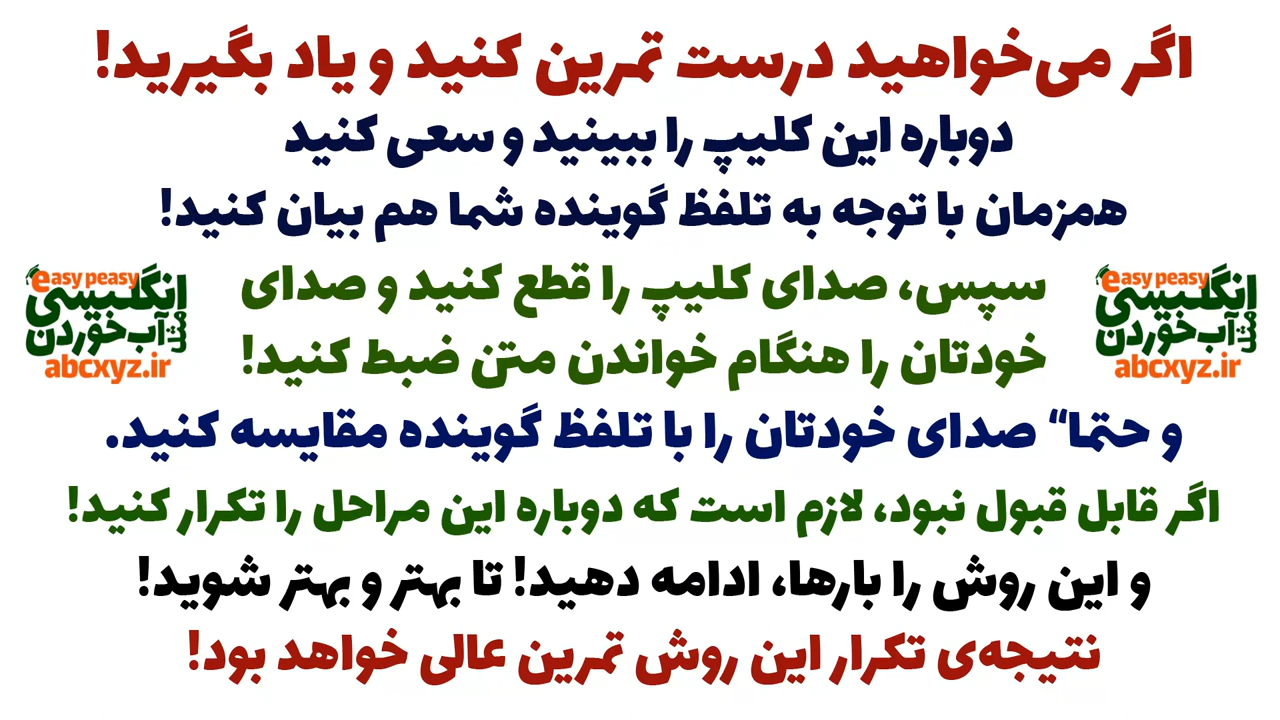 اگر می‌خواهید درست تمرین کنید و یاد بگیرید!
دوباره این کلیپ را ببینید و سعی کنید
همزمان با توجه به تلفظ گوینده شما هم بیان کنید!
سپس، صدای کلیپ را قطع کنید و صدای
خودتان را هنگام خواندن متن ضبط کنید!
easy peasy
انگلیسی
مثل آب خوردن
abcxyz.ir
easy peasy
انگلیسی
مثل آب خوردن
abcxyz.ir
و حتما“ صدای خودتان را با تلفظ گوینده مقایسه کنید.
اگر قابل قبول نبود، لازم است که دوباره این مراحل را تکرار کنید!
و این روش را بارها، ادامه دهید! تا بهتر و بهتر شوید!
نتیجه‌ی تکرار این روش تمرین عالی خواهد بود!